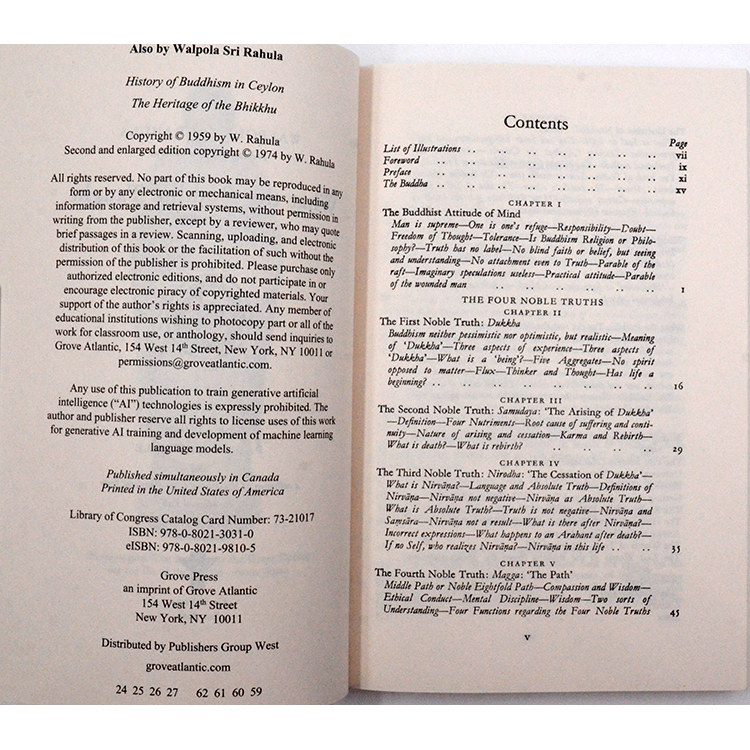 Also by Walpola Sri Rahula
History of Buddhism in Ceylon
The Heritage of the Bhikkhu
Copyright © 1959 by W. Rahula
Second and enlarged edition copyright © 1974 by W. Rahula
All rights reserved. No part of this book may be reproduced in any
form or by any electronic or mechanical means, including
information storage and retrieval systems, without permission in
writing from the publisher, except by a reviewer, who may quote
brief passages in a review. Scanning, uploading, and electronic
distribution of this book or the facilitation of such without the
permission of the publisher is prohibited. Please purchase only
authorized electronic editions, and do not participate in or
encourage electronic piracy of copyrighted materials. Your
support of the author's rights is appreciated. Any member of
educational institutions wishing to photocopy part or all of the
work for classroom use, or anthology, should send inquiries to
Grove Atlantic, 154 West 14th Street, New York, NY 10011 or
permissions@groveatlantic.com.
Any use of this publication to train generative artificial
intelligence (“AI”) technologies is expressly prohibited. The
author and publisher reserve all rights to license uses of this work
for generative AI training and development of machine learning
language models.
Published simultaneously in Canada
Printed in the United States of America
Library of Congress Catalog Card Number: 73-21017
ISBN: 978-0-8021-3031-0
eISBN: 978-0-8021-9810-5
Grove Press
an imprint of Grove Atlantic
154 West 14th Street
New York, NY 10011
Distributed by Publishers Group West
groveatlantic.com
24 25 26 27 62 61 60 59
Contents
Page
List of Illustrations .. .. .. .. .. .. .. vii
Foreword .. .. .. .. .. .. .. .. ix
Preface .. .. .. .. .. .. .. .. xi
The Buddha .. .. .. .. .. .. .. xv
CHAPTER I
The Buddhist Attitude of Mind
Man is supreme—One is one's refuge—Responsibility—Doubt—
Freedom of Thought—Tolerance—Is Buddhism Religion or Philo-
sophy?—Truth has no label—No blind faith or belief, but seeing
and understanding—No attachment even to Truth—Parable of the
raft—Imaginary speculations useless—Practical attitude—Parable
of the wounded man .. .. .. .. .. .. 1
THE FOUR NOBLE TRUTHS
CHAPTER II
The First Noble Truth: Dukkha
Buddhism neither pessimistic nor optimistic, but realistic—Meaning
of 'Dukkha'—Three aspects of experience—Three aspects of
'Dukkha'—What is a 'being'?—Five Aggregates—No spirit
opposed to matter—Flux—Thinker and Thought—Has life a
beginning? .. .. .. .. .. .. .. .. 16
CHAPTER III
The Second Noble Truth: Samudaya: 'The Arising of Dukkha'
—Definition—Four Nutriments—Root cause of suffering and conti-
nuity—Nature of arising and cessation—Karma and Rebirth—
What is death?—What is rebirth? .. .. .. .. 29
CHAPTER IV
The Third Noble Truth: Nirodha: 'The Cessation of Dukkha'—
What is Nirvāṇa?—Language and Absolute Truth—Definitions of
Nirvāṇa—Nirvāṇa not negative—Nirvāṇa as Absolute Truth—
What is Absolute Truth?—Truth is not negative—Nirvāṇa and
Saṃsāra—Nirvāṇa not a result—What is there after Nirvāṇa?—
Incorrect expressions—What happens to an Arahant after death?—
If no Self, who realizes Nirvāṇa?—Nirvāṇa in this life .. .. 35
CHAPTER V
The Fourth Noble Truth: Magga: 'The Path'
Middle Path or Noble Eightfold Path—Compassion and Wisdom—
Ethical Conduct—Mental Discipline—Wisdom—Two sorts of
Understanding—Four Functions regarding the Four Noble Truths 45
v